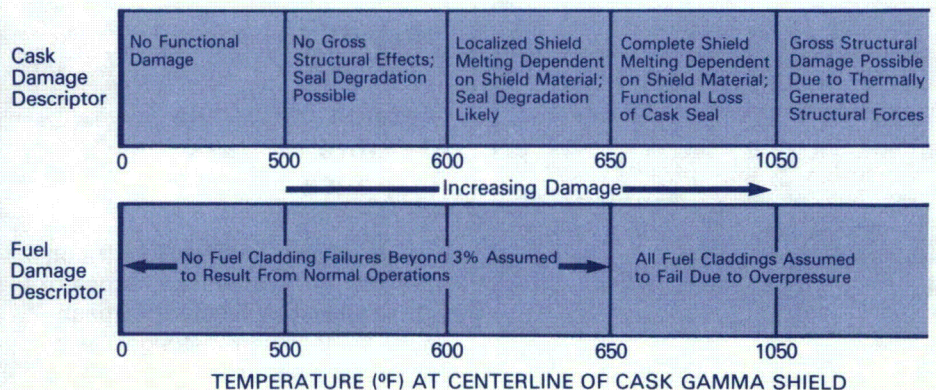 Cask
Damage
Descriptor
No Functional
Damage
No Gross
Structural Effects;
Seal Degradation
Possible
Localized Shield
Melting Dependent
on Shield Material;
Seal Degradation
Likely
Complete Shield
Melting Dependent
on Shield Material;
Functional Loss
of Cask Seal
Gross Structural
Damage Possible
Due to Thermally
Generated
Structural Forces
0 500 600 650 1050
Increasing Damage
Fuel
Damage
Descriptor
No Fuel Cladding Failures Beyond 3% Assumed
to Result From Normal Operations
All Fuel Claddings Assumed
to Fail Due to Overpressure
0 500 600 650 1050
TEMPERATURE (ºF) AT CENTERLINE OF CASK GAMMA SHIELD